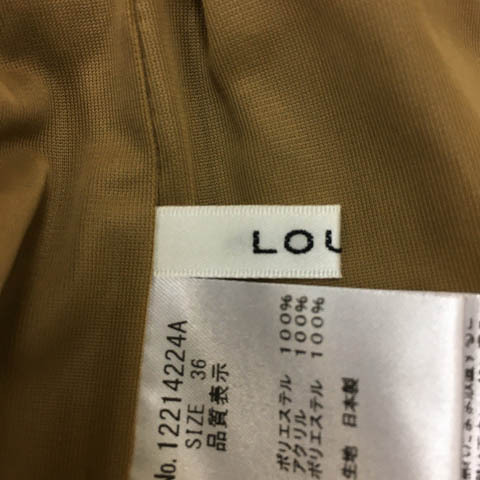 LOU
No. 12214224A
SIZE 36
品質表示
ポリエステル 100%
アクリル 100%
ポリエステル 100%
生地 日本製